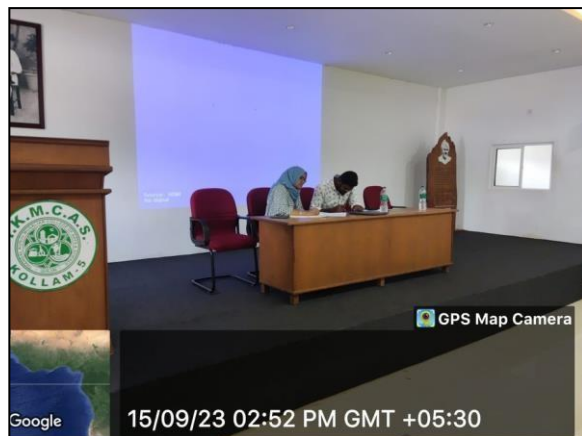 .K.M.C.A.S.
KOLLAM-5
GPS Map Camera
Google
15/09/23 02:52 PM GMT +05:30